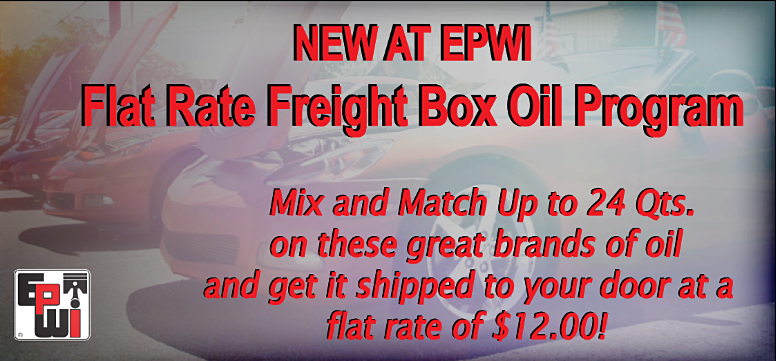 NEW AT EPWI
Flat Rate Freight Box Oil Program
Mix and Match Up to 24 Qts.
on these great brands of oil
and get it shipped to your door at a
flat rate of $12.00!
EPWI